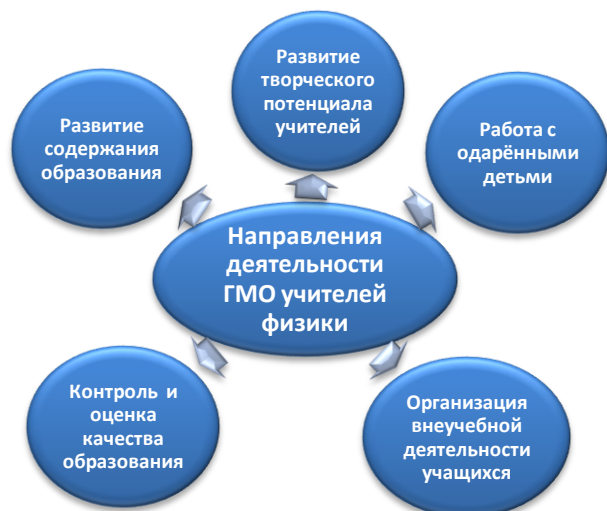 Развитие
творческого
потенциала
учителей
Развитие
содержания
образования
Работа с
одарёнными
детьми
Направления
деятельности
ГМО учителей
физики
Контроль и
оценка
качества
образования
Организация
внеучебной
деятельности
учащихся